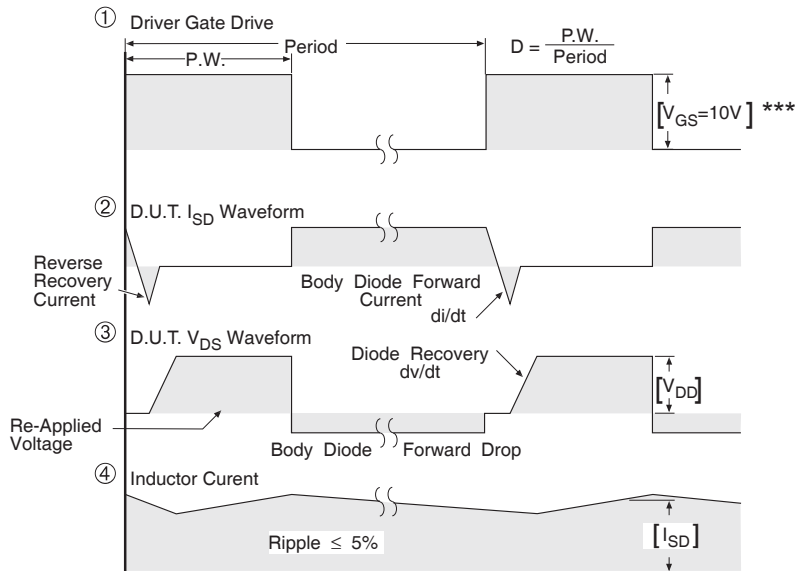 ① Driver Gate Drive
Period
P.W.
D = P.W.
Period
[VGS=10V] ***
② D.U.T. ISD Waveform
Reverse
Recovery
Current
Body Diode Forward
Current
di/dt
③ D.U.T. VDS Waveform
Diode Recovery
dv/dt
[VDD]
Re-Applied
Voltage
Body Diode Forward Drop
④ Inductor Curent
Ripple ≤ 5%
[ISD]